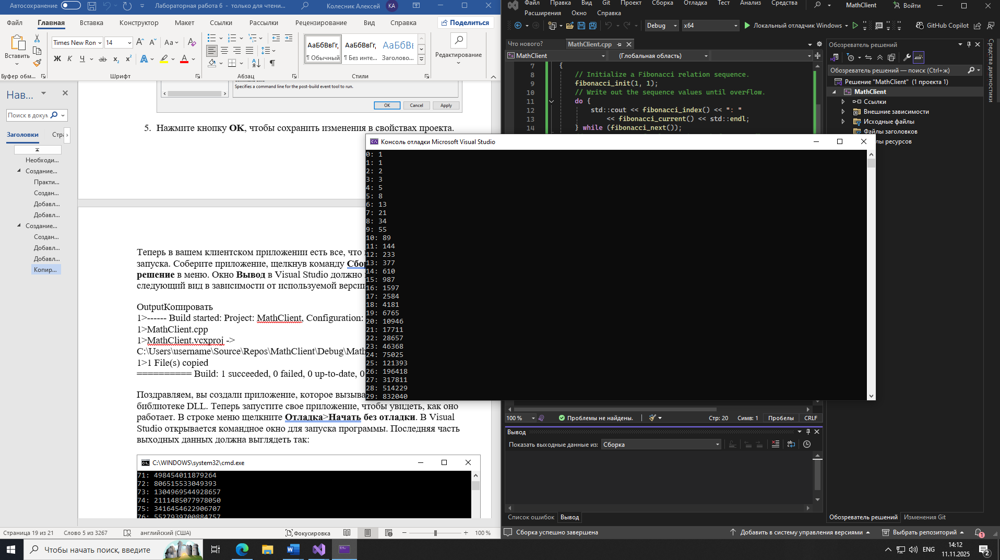 Автосохранение
Лабораторная работа 6 - только для чтени...
Колесник Алексей
КА
Файл
Главная
Вставка
Конструктор
Макет
Ссылки
Рассылки
Рецензирование
Вид
Справка
Поделиться
Вставить
Times New Ron
14
Aa
Ж К Ч ab x₂ x²
АаБбВвГг,
АаБбВвГг,
АаБбВ
¶ Обычный
¶ Без инте...
Заголово...
Редактирование
Буфер обм...
Шрифт
Абзац
Стили
Нав...
Поиск в докум
Заголовки
Стра
Необходи...
Создание...
Практи...
Создан...
Добавл...
Добавл...
Создание...
Создан...
Добавл...
Добавл...
Копир...
Specifies a command line for the post-build event tool to run.
OK
Cancel
Apply
5. Нажмите кнопку OK, чтобы сохранить изменения в свойствах проекта.
Теперь в вашем клиентском приложении есть все, что
запуска. Соберите приложение, щелкнув команду Сбор
решение в меню. Окно Вывод в Visual Studio должно
следующий вид в зависимости от используемой версии
OutputКопировать
1>------ Build started: Project: MathClient, Configuration:
1>MathClient.cpp
1>MathClient.vcxproj ->
C:\Users\username\Source\Repos\MathClient\Debug\Math
1>1 File(s) copied
========== Build: 1 succeeded, 0 failed, 0 up-to-date, 0
Поздравляем, вы создали приложение, которое вызыва
библиотеке DLL. Теперь запустите свое приложение, чтобы увидеть, как оно
работает. В строке меню щелкните Отладка>Начать без отладки. В Visual
Studio открывается командное окно для запуска программы. Последняя часть
выходных данных должна выглядеть так:
C:\WINDOWS\system32\cmd.exe
71: 498454011879264
72: 806515533049393
73: 1304969544928657
74: 2111485077978050
75: 3416454622906707
76: 5527939700884757
Страница 19 из 21
Слово 5 из 3267
английский (США)
Фокусировка
100 %
Файл
Правка
Вид
Git
Проект
Сборка
Отладка
Тест
Анализ
Средства
Расширения
Окно
Справка
MathClient
Войти
Debug
x64
Локальный отладчик Windows
GitHub Copilot
Что нового?
MathClient.cpp
MathClient
(Глобальная область)
7 {
8 // Initialize a Fibonacci relation sequence.
9 fibonacci_init(1, 1);
10 // Write out the sequence values until overflow.
11 do {
12 std::cout << fibonacci_index() << ": "
13 << fibonacci_current() << std::endl;
14 } while (fibonacci_next());
Консоль отладки Microsoft Visual Studio
0: 1
1: 1
2: 2
3: 3
4: 5
5: 8
6: 13
7: 21
8: 34
9: 55
10: 89
11: 144
12: 233
13: 377
14: 610
15: 987
16: 1597
17: 2584
18: 4181
19: 6765
20: 10946
21: 17711
22: 28657
23: 46368
24: 75025
25: 121393
26: 196418
27: 317811
28: 514229
29: 832040
Обозреватель решений
Обозреватель решений — поиск (Ctrl+ж)
Решение "MathClient" (1 проекта 1)
MathClient
Ссылки
Внешние зависимости
Исходные файлы
Файлы заголовков
лы ресурсов
Средства диагностики
100 %
Проблемы не найдены.
Стр: 20
Симв: 1
Пробелы
CRLF
Вывод
Показать выходные данные из:
Сборка
Список ошибок
Вывод
Обозреватель решений
Изменения Git
Сборка успешно завершена
Добавить в систему управления версиями
Выбрать репозиторий
1
Чтобы начать поиск, введите
ENG
14:12
11.11.2025
2